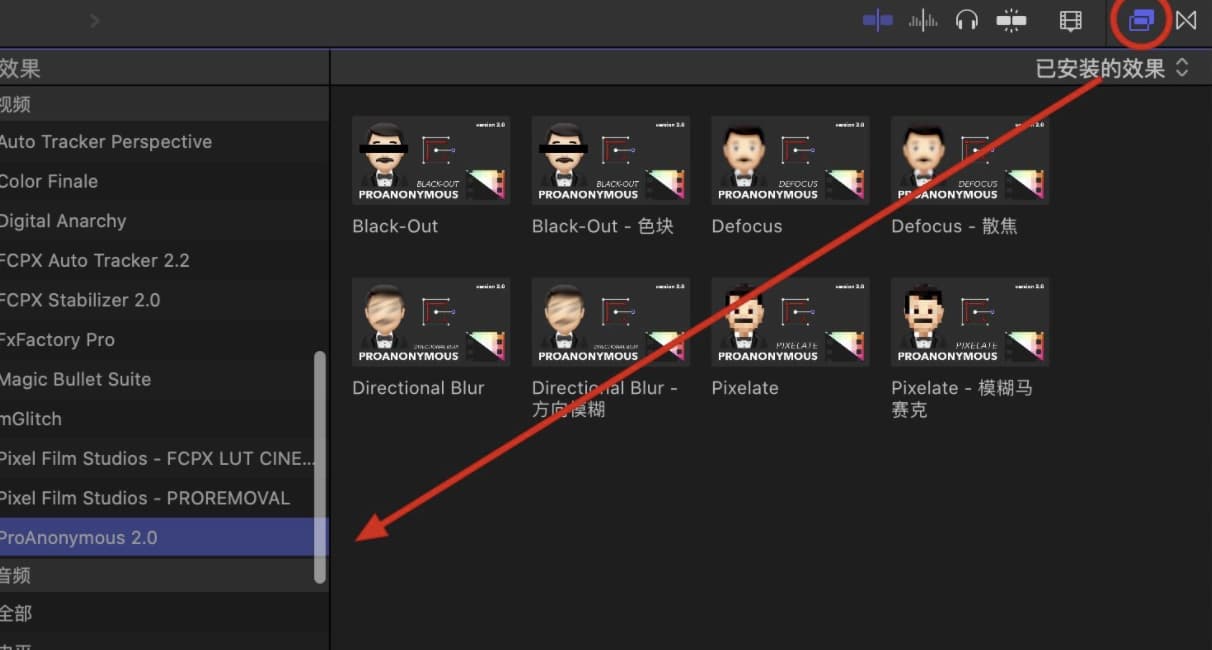 效果
已安装的效果
视频
Auto Tracker Perspective
Color Finale
Digital Anarchy
FCPX Auto Tracker 2.2
FCPX Stabilizer 2.0
FxFactory Pro
Magic Bullet Suite
mGlitch
Pixel Film Studios - FCPX LUT CINE...
Pixel Film Studios - PROREMOVAL
ProAnonymous 2.0
音频
全部
version 2.0
BLACK-OUT
PROANONYMOUS
Black-Out
version 2.0
BLACK-OUT
PROANONYMOUS
Black-Out - 色块
version 2.0
DEFOCUS
PROANONYMOUS
Defocus
version 2.0
DEFOCUS
PROANONYMOUS
Defocus - 散焦
version 2.0
DIRECTIONAL BLUR
PROANONYMOUS
Directional Blur
version 2.0
DIRECTIONAL BLUR
PROANONYMOUS
Directional Blur -
方向模糊
version 2.0
PIXELATE
PROANONYMOUS
Pixelate
version 2.0
PIXELATE
PROANONYMOUS
Pixelate - 模糊马
赛克